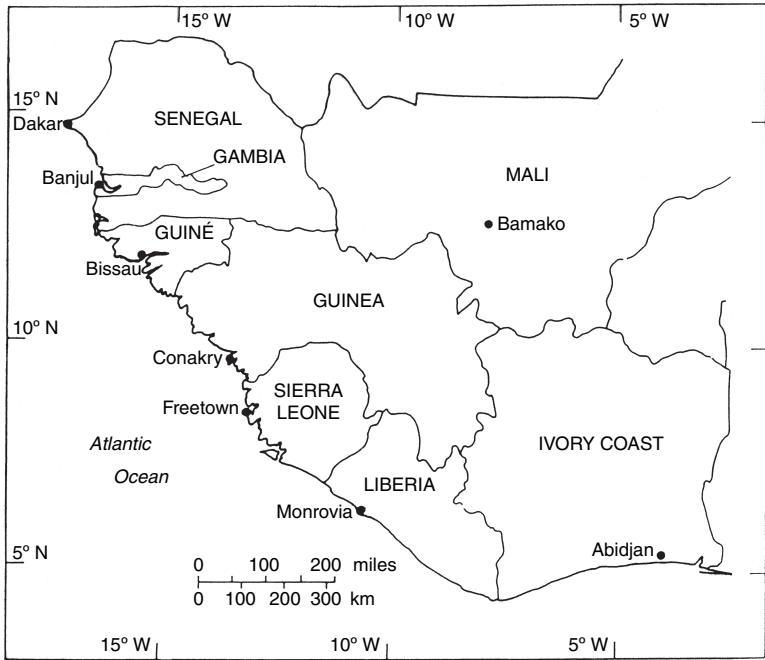 15° W
10° W
5° W
15° N
Dakar
SENEGAL
GAMBIA
Banjul
MALI
Bamako
GUINÉ
Bissau
GUINEA
10° N
Conakry
SIERRA
LEONE
Freetown
Atlantic
Ocean
IVORY COAST
LIBERIA
Monrovia
Abidjan
5° N
0 100 200 miles
0 100 200 300 km
15° W
10° W
5° W